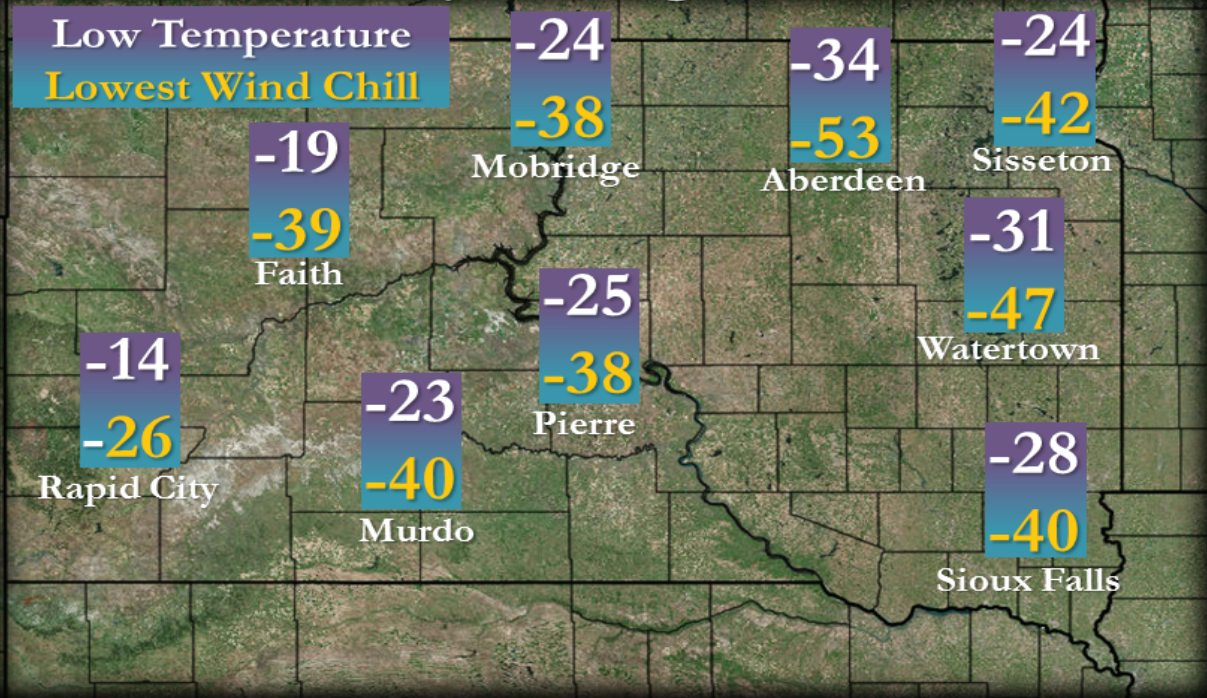 Low Temperature
Lowest Wind Chill
-24
-38
Mobridge
-34
-53
Aberdeen
-24
-42
Sisseton
-19
-39
Faith
-31
-47
Watertown
-25
-38
Pierre
-14
-26
Rapid City
-23
-40
Murdo
-28
-40
Sioux Falls